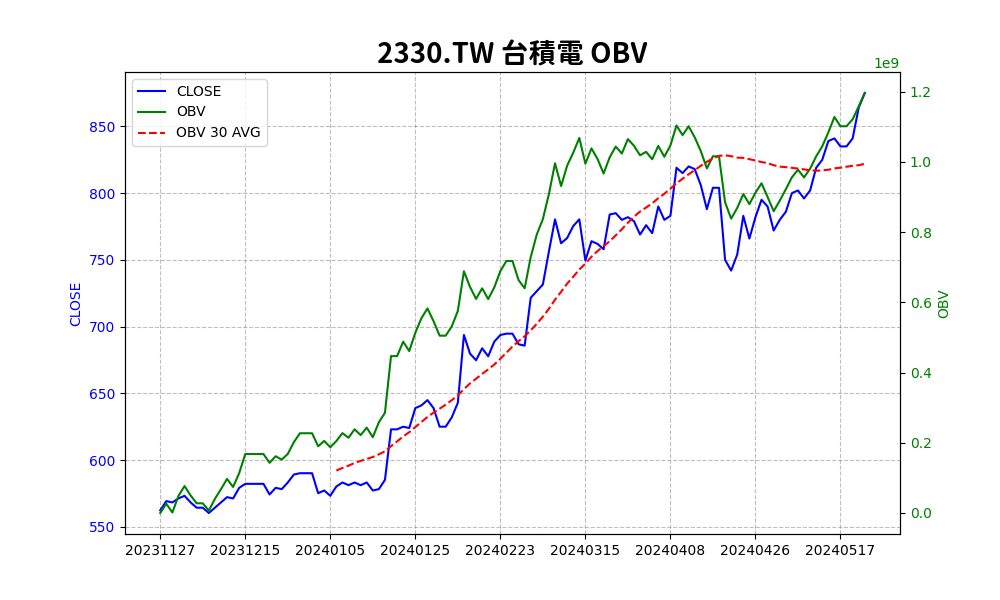 2330.TW 台積電 OBV
1e9
CLOSE
OBV
OBV 30 AVG
850
800
750
700
650
600
550
CLOSE
1.2
1.0
0.8
0.6
0.4
0.2
0.0
OBV
20231127 20231215 20240105 20240125 20240223 20240315 20240408 20240426 20240517